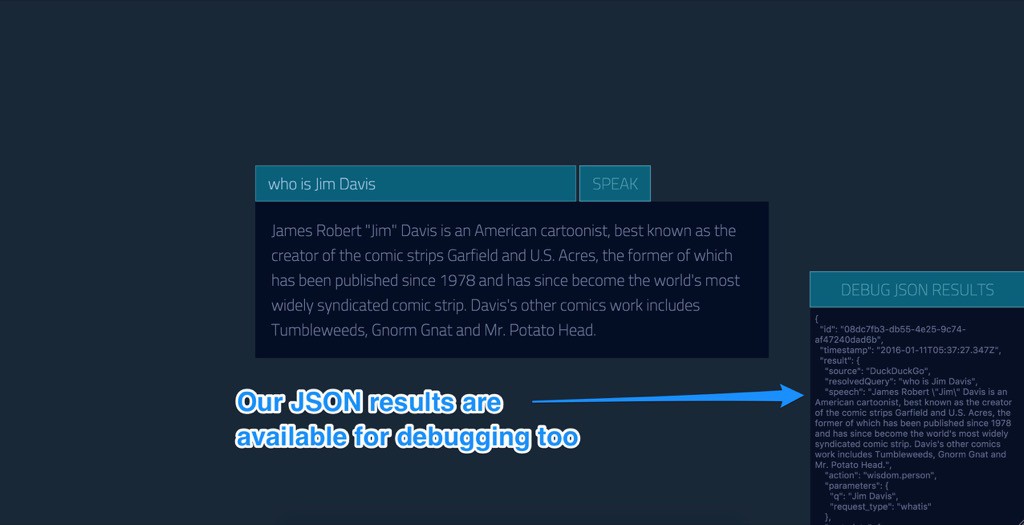 who is Jim Davis
SPEAK
James Robert "Jim" Davis is an American cartoonist, best known as the
creator of the comic strips Garfield and U.S. Acres, the former of which
has been published since 1978 and has since become the world's most
widely syndicated comic strip. Davis's other comics work includes
Tumbleweeds, Gnorm Gnat and Mr. Potato Head.
Our JSON results are
available for debugging too
DEBUG JSON RESULTS
{
"id": "08dc7fb3-db55-4e25-9c74-
af47240dad6b",
"timestamp": "2016-01-11T05:37:27.347Z",
"result": {
"source": "DuckDuckGo",
"resolvedQuery": "who is Jim Davis",
"speech": "James Robert \"Jim\" Davis is an
American cartoonist, best known as the creator
of the comic strips Garfield and U.S. Acres, the
former of which has been published since 1978
and has since become the world's most widely
syndicated comic strip. Davis's other comics
work includes Tumbleweeds, Gnorm Gnat and
Mr. Potato Head.",
"action": "wisdom.person",
"parameters": {
"q": "Jim Davis",
"request_type": "whatis"
},